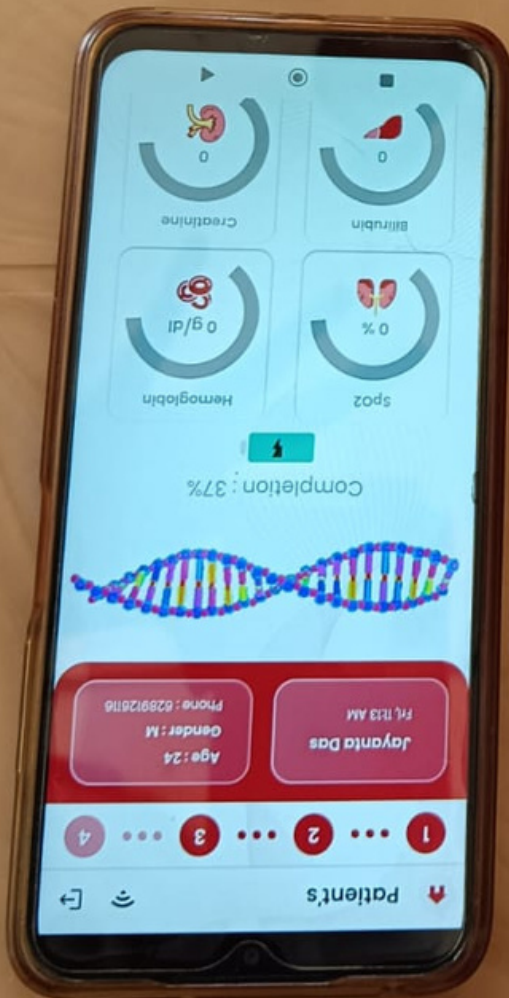 Patient's
1 2 3 4
Jayanta Das
Fri, 11:13 AM
Age : 24
Gender : M
Phone : 6289126116
Completion : 37%
SpO2
0 %
Hemoglobin
0 g/dl
Bilirubin
0
Creatinine
0